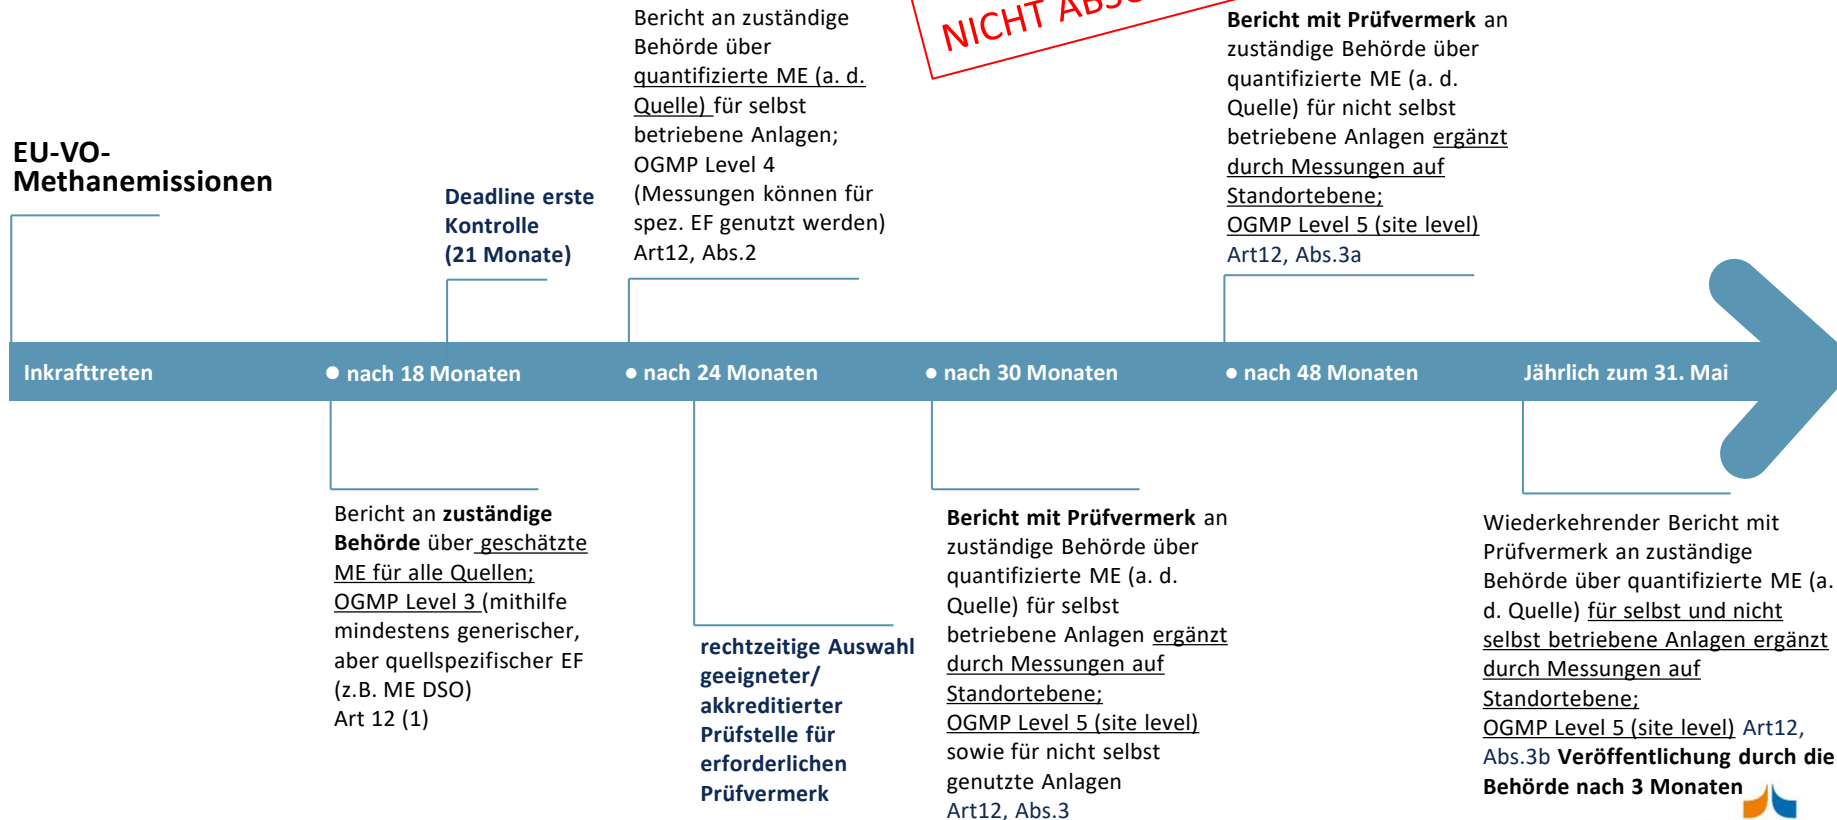 Bericht an zuständige
Behörde über
quantifizierte ME (a. d.
Quelle) für selbst
betriebene Anlagen;
OGMP Level 4
(Messungen können für
spez. EF genutzt werden)
Art12, Abs.2
NICHT
Bericht mit Prüfvermerk an
zuständige Behörde über
quantifizierte ME (a. d.
Quelle) für nicht selbst
betriebene Anlagen ergänzt
durch Messungen auf
Standortebene;
OGMP Level 5 (site level)
Art12, Abs.3a
EU-VO-
Methanemissionen
Deadline erste
Kontrolle
(21 Monate)
Inkrafttreten
• nach 18 Monaten
• nach 24 Monaten
• nach 30 Monaten
• nach 48 Monaten
Jährlich zum 31. Mai
Bericht an zuständige
Behörde über geschätzte
ME für alle Quellen;
OGMP Level 3 (mithilfe
mindestens generischer,
aber quellspezifischer EF
(z.B. ME DSO)
Art 12 (1)
rechtzeitige Auswahl
geeigneter/
akkreditierter
Prüfstelle für
erforderlichen
Prüfvermerk
Bericht mit Prüfvermerk an
zuständige Behörde über
quantifizierte ME (a. d.
Quelle) für selbst
betriebene Anlagen ergänzt
durch Messungen auf
Standortebene;
OGMP Level 5 (site level)
sowie für nicht selbst
genutzte Anlagen
Art12, Abs.3
Wiederkehrender Bericht mit
Prüfvermerk an zuständige
Behörde über quantifizierte ME (a.
d. Quelle) für selbst und nicht
selbst betriebene Anlagen ergänzt
durch Messungen auf
Standortebene;
OGMP Level 5 (site level) Art12,
Abs.3b Veröffentlichung durch die
Behörde nach 3 Monaten